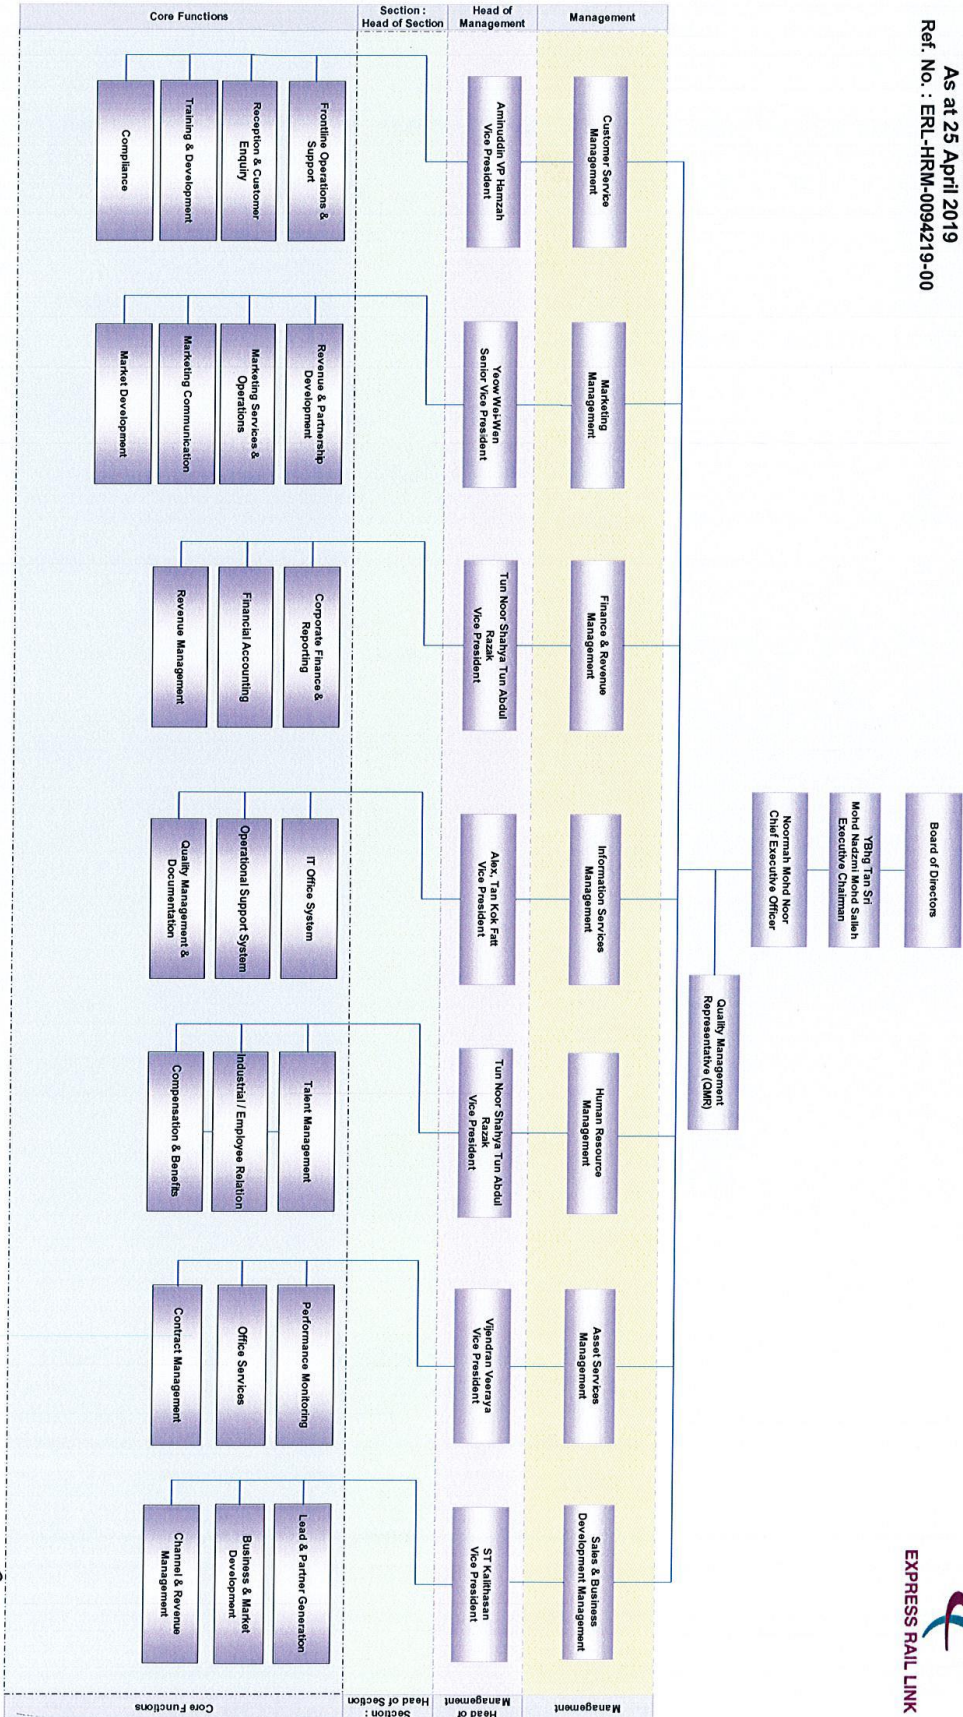 As at 25 April 2019
Ref. No. : ERL-HRM-0094219-00
EXPRESS RAIL LINK
Board of Directors
YBhg Tan Sri
Mohd Nadzmi Mohd Salleh
Executive Chairman
Noormah Mohd Noor
Chief Executive Officer
Quality Management
Representative (QMR)
Management
Customer Service
Management
Marketing
Management
Finance & Revenue
Management
Information Services
Management
Human Resource
Management
Asset Services
Management
Sales & Business
Development Management
Management
Head of
Management
Aminuddin VP Hamzah
Vice President
Yeow Wei-Wen
Senior Vice President
Tun Noor Shahya Tun Abdul
Razak
Vice President
Alex, Tan Kok Fatt
Vice President
Tun Noor Shahya Tun Abdul
Razak
Vice President
Vijendran Veeraya
Vice President
ST Kalithasan
Vice President
Head of
Management
Section :
Head of Section
Section :
Head of Section
Core Functions
Frontline Operations &
Support
Reception & Customer
Enquiry
Training & Development
Compliance
Revenue & Partnership
Development
Marketing Services &
Operations
Marketing Communication
Market Development
Corporate Finance &
Reporting
Financial Accounting
Revenue Management
IT Office System
Operational Support System
Quality Management &
Documentation
Talent Management
Industrial / Employee Relation
Compensation & Benefits
Performance Monitoring
Office Services
Contract Management
Lead & Partner Generation
Business & Market
Development
Channel & Revenue
Management
Core Functions